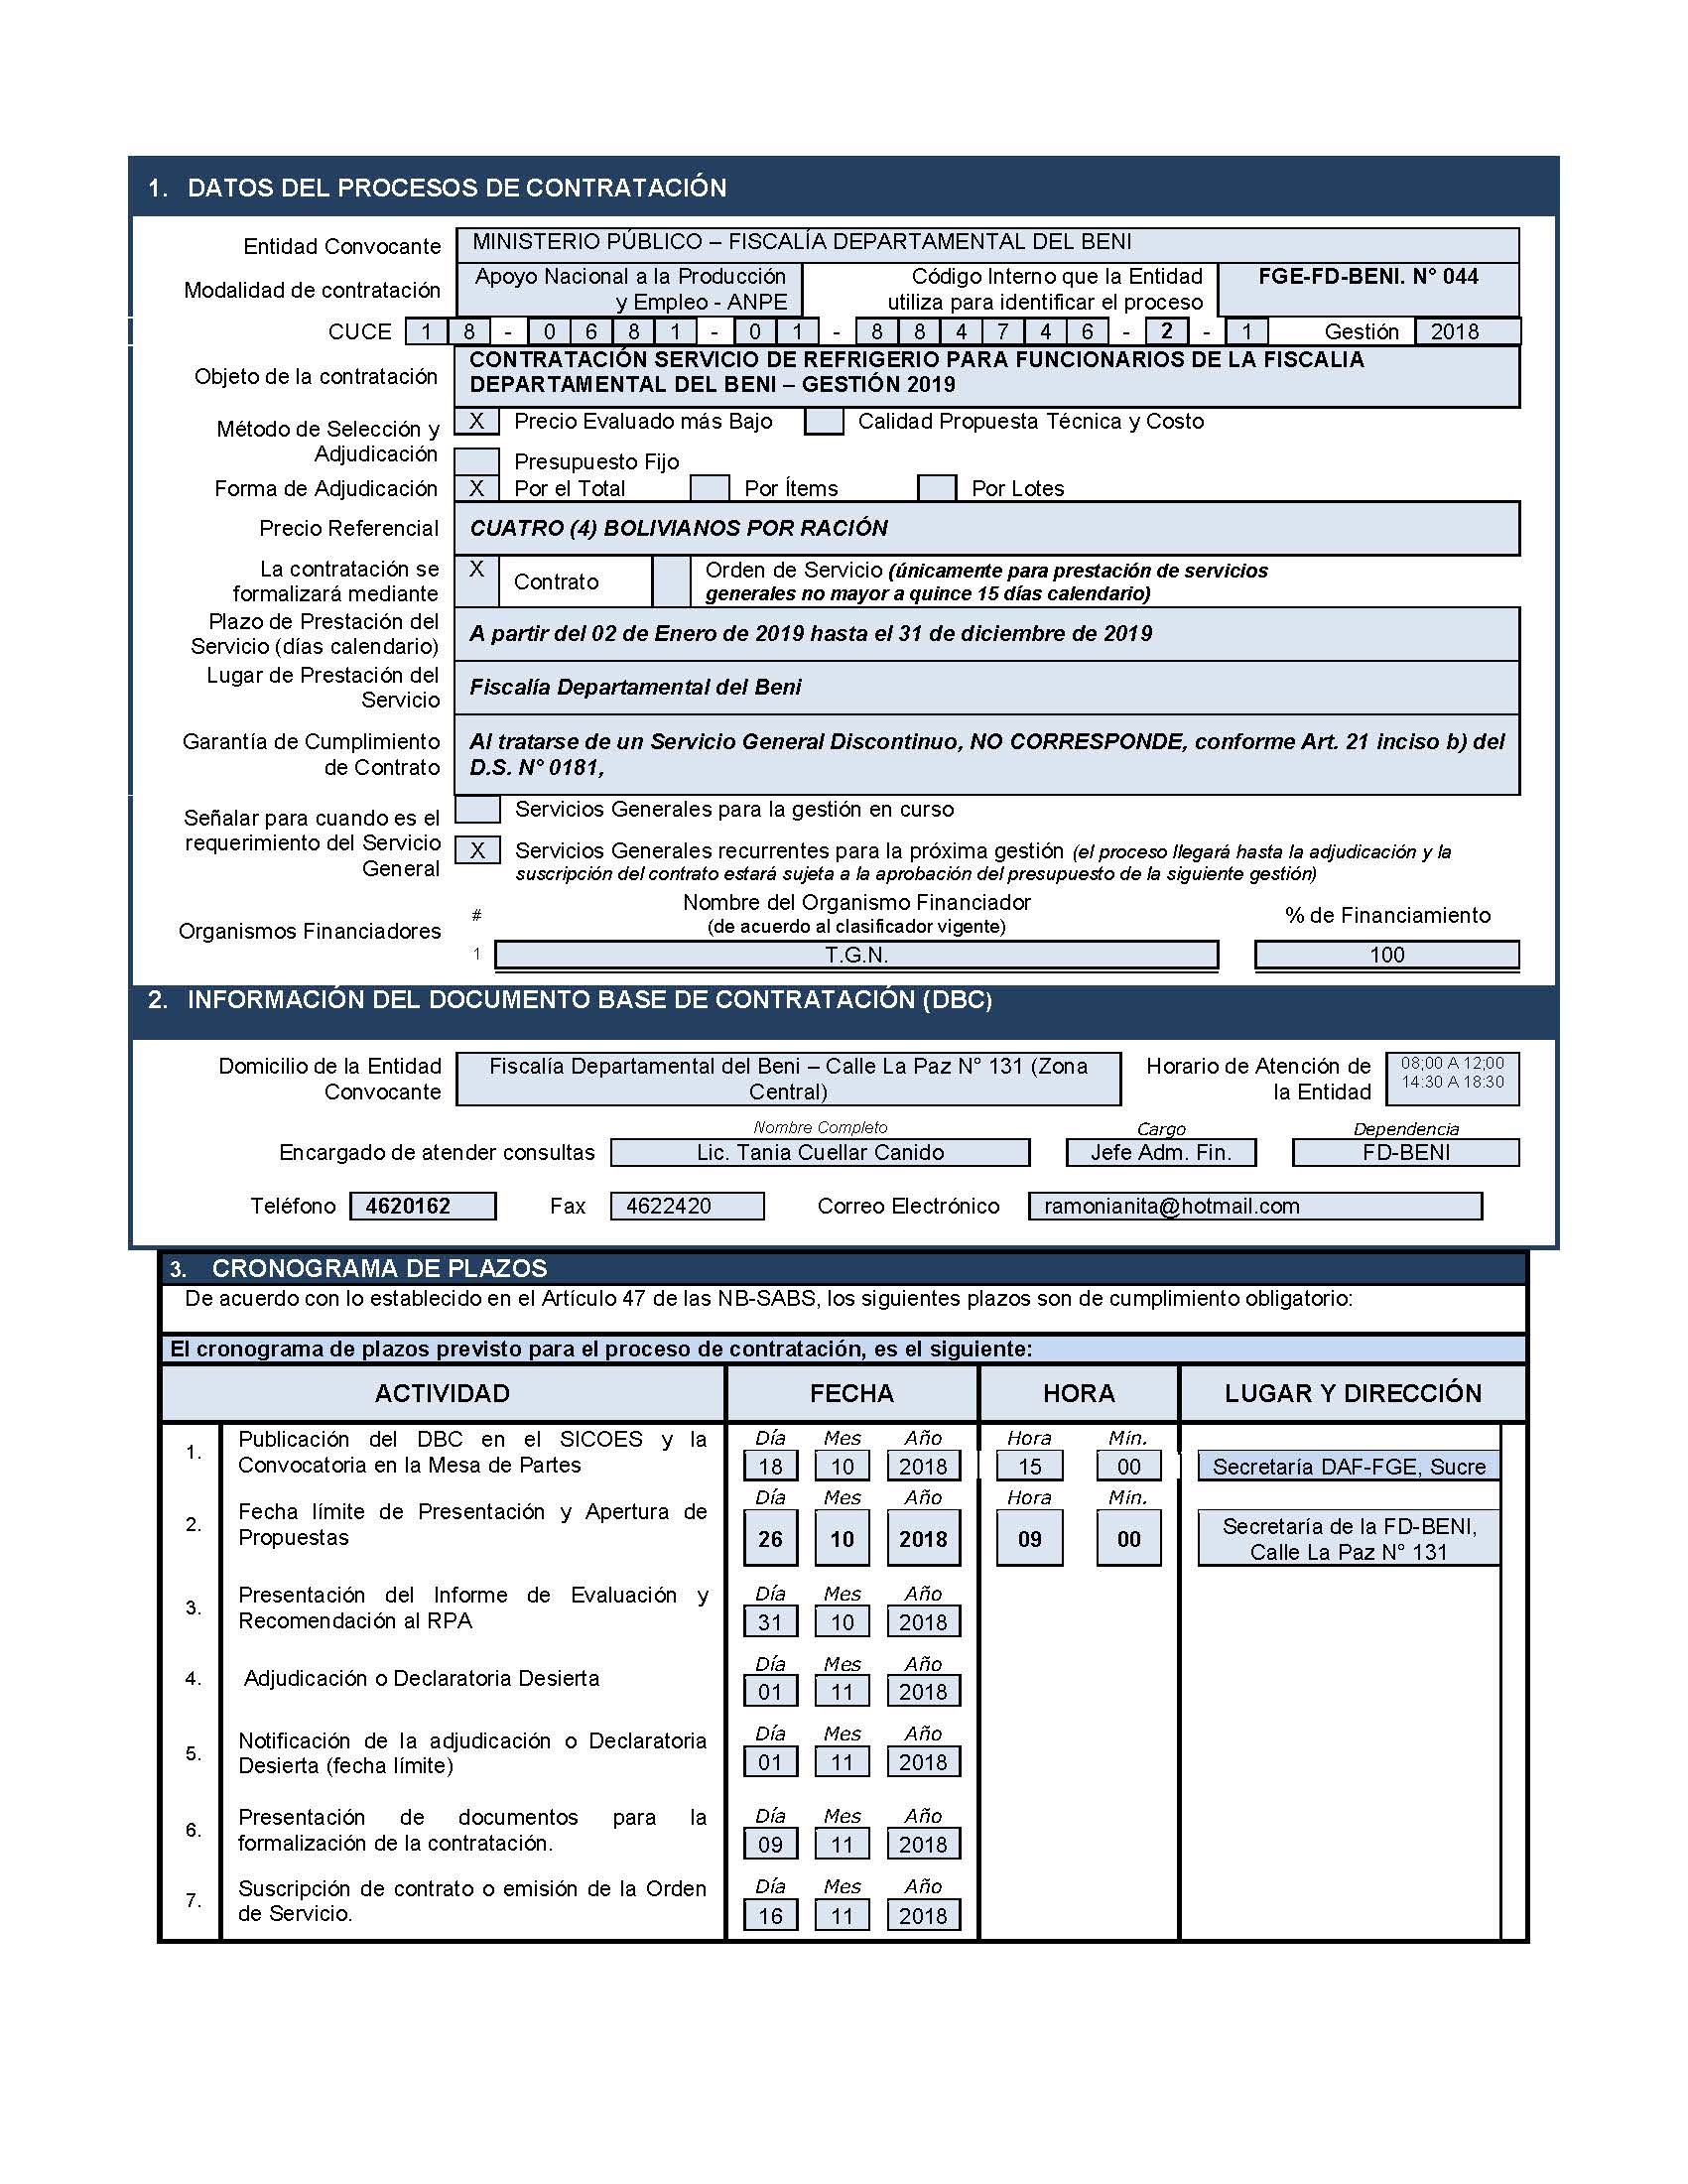 1. DATOS DEL PROCESOS DE CONTRATACIÓN
Entidad Convocante MINISTERIO PÚBLICO – FISCALÍA DEPARTAMENTAL DEL BENI
Modalidad de contratación Apoyo Nacional a la Producción
y Empleo - ANPE
Código Interno que la Entidad
utiliza para identificar el proceso
FGE-FD-BENI. N° 044
CUCE 1 8 - 0 6 8 1 - 0 1 - 8 8 4 7 4 6 - 2 - 1 Gestión 2018
Objeto de la contratación
CONTRATACIÓN SERVICIO DE REFRIGERIO PARA FUNCIONARIOS DE LA FISCALIA
DEPARTAMENTAL DEL BENI – GESTIÓN 2019
Método de Selección y
Adjudicación
X Precio Evaluado más Bajo Calidad Propuesta Técnica y Costo
Presupuesto Fijo
Forma de Adjudicación X Por el Total Por Ítems Por Lotes
Precio Referencial CUATRO (4) BOLIVIANOS POR RACIÓN
La contratación se
formalizará mediante
X Contrato
Orden de Servicio (únicamente para prestación de servicios
generales no mayor a quince 15 días calendario)
Plazo de Prestación del
Servicio (días calendario)
A partir del 02 de Enero de 2019 hasta el 31 de diciembre de 2019
Lugar de Prestación del
Servicio
Fiscalía Departamental del Beni
Garantía de Cumplimiento
de Contrato
Al tratarse de un Servicio General Discontinuo, NO CORRESPONDE, conforme Art. 21 inciso b) del
D.S. N° 0181,
Señalar para cuando es el
requerimiento del Servicio
General
Servicios Generales para la gestión en curso
X Servicios Generales recurrentes para la próxima gestión (el proceso llegará hasta la adjudicación y la
suscripción del contrato estará sujeta a la aprobación del presupuesto de la siguiente gestión)
Organismos Financiadores
# Nombre del Organismo Financiador
(de acuerdo al clasificador vigente)
% de Financiamiento
1 T.G.N. 100
2. INFORMACIÓN DEL DOCUMENTO BASE DE CONTRATACIÓN (DBC)
Domicilio de la Entidad
Convocante
Fiscalía Departamental del Beni – Calle La Paz N° 131 (Zona
Central)
Horario de Atención de
la Entidad
08;00 A 12;00
14:30 A 18:30
Nombre Completo Cargo Dependencia
Encargado de atender consultas Lic. Tania Cuellar Canido Jefe Adm. Fin. FD-BENI
Teléfono 4620162 Fax 4622420 Correo Electrónico ramonianita@hotmail.com
3. CRONOGRAMA DE PLAZOS
De acuerdo con lo establecido en el Artículo 47 de las NB-SABS, los siguientes plazos son de cumplimiento obligatorio:
El cronograma de plazos previsto para el proceso de contratación, es el siguiente:
ACTIVIDAD FECHA HORA LUGAR Y DIRECCIÓN
1. Publicación del DBC en el SICOES y la
Convocatoria en la Mesa de Partes
Día Mes Año Hora Min.
18 10 2018 15 00 Secretaría DAF-FGE, Sucre
2. Fecha límite de Presentación y Apertura de
Propuestas
Día Mes Año Hora Min.
26 10 2018 09 00
Secretaría de la FD-BENI,
Calle La Paz N° 131
3. Presentación del Informe de Evaluación y
Recomendación al RPA
Día Mes Año
31 10 2018
4. Adjudicación o Declaratoria Desierta
Día Mes Año
01 11 2018
5. Notificación de la adjudicación o Declaratoria
Desierta (fecha límite)
Día Mes Año
01 11 2018
6. Presentación de documentos para la
formalización de la contratación.
Día Mes Año
09 11 2018
7. Suscripción de contrato o emisión de la Orden
de Servicio.
Día Mes Año
16 11 2018